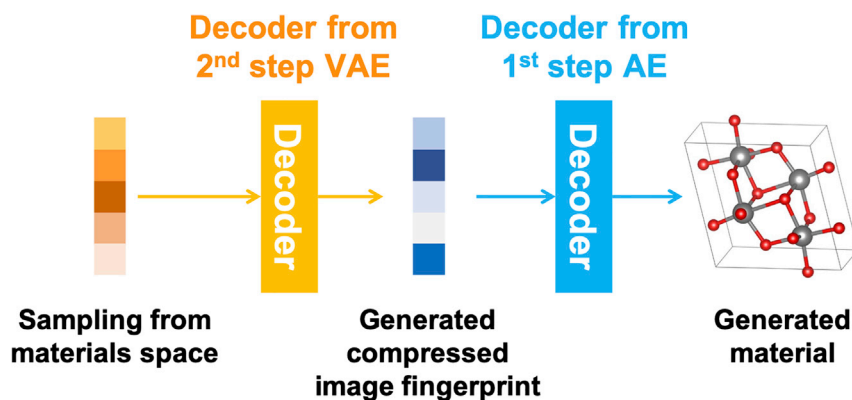 Decoder from
2nd step VAE
Decoder from
1st step AE
Decoder
Decoder
Sampling from
materials space
Generated
compressed
image fingerprint
Generated
material